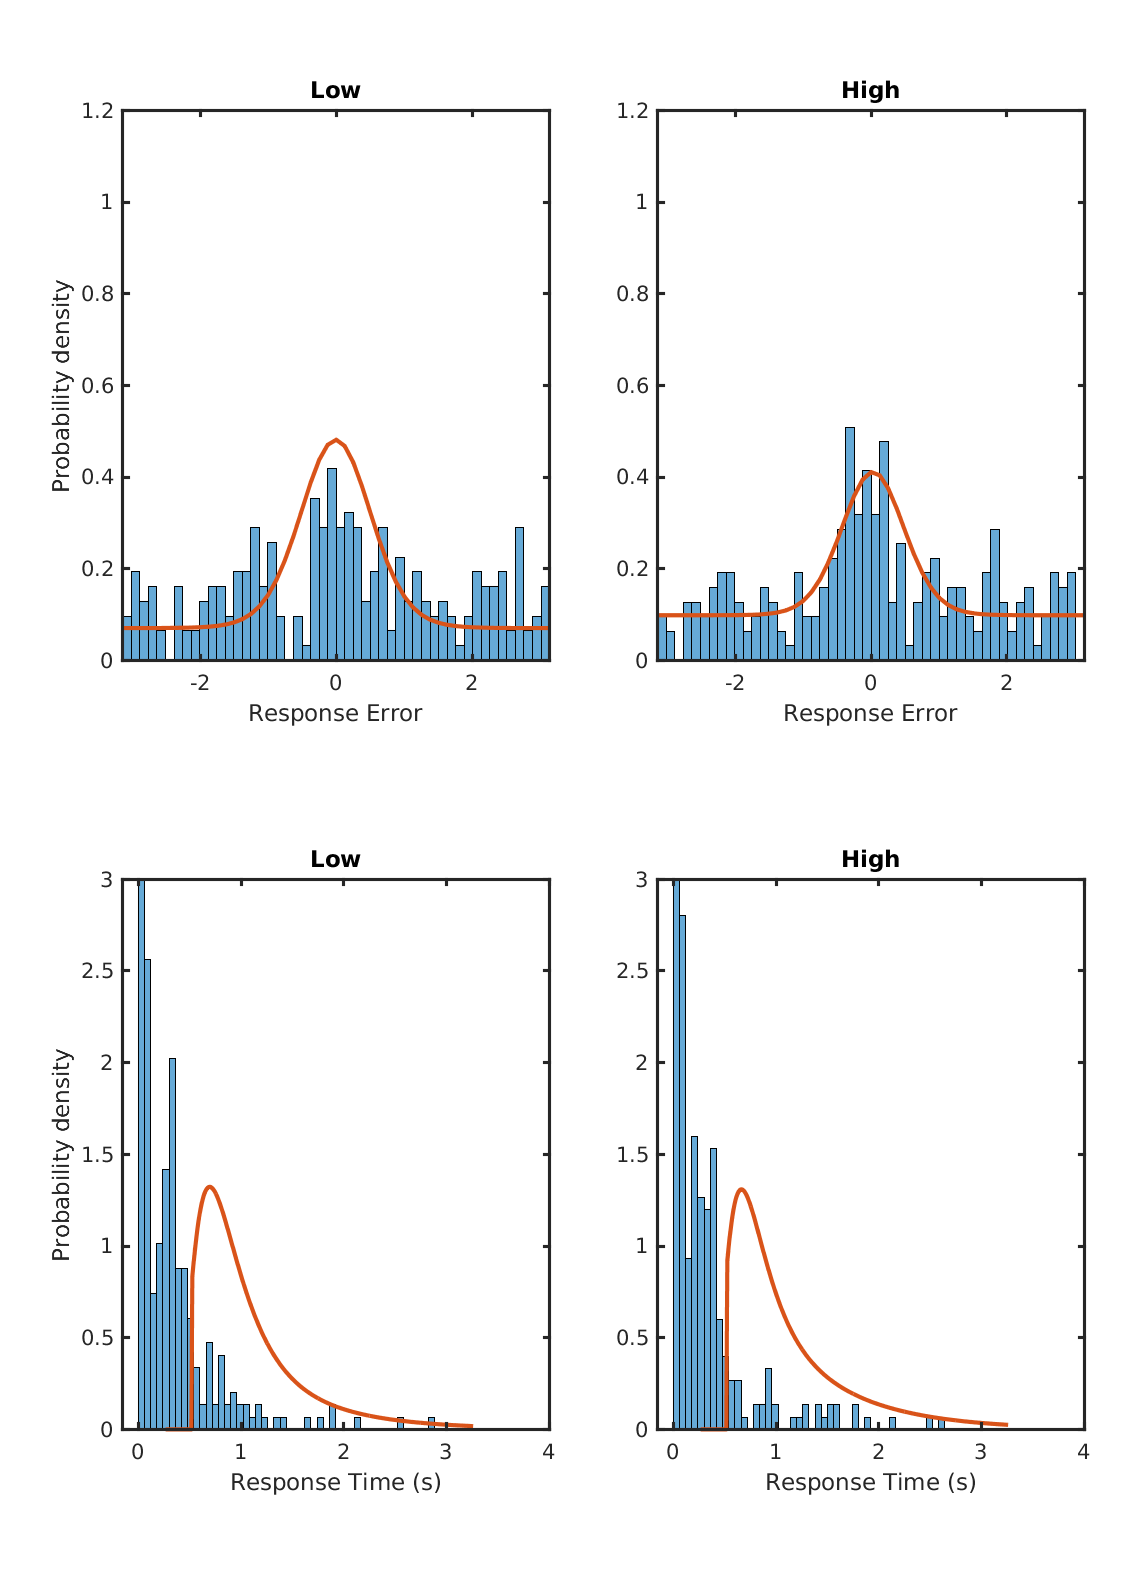 Low High
1.2 1.2
1 1
0.8 0.8
0.6 0.6
0.4 0.4
0.2 0.2
0 0
Probability density
-2 0 2 -2 0 2
Response Error Response Error
Low High
3 3
2.5 2.5
2 2
1.5 1.5
1 1
0.5 0.5
0 0
Probability density
0 1 2 3 4 0 1 2 3 4
Response Time (s) Response Time (s)